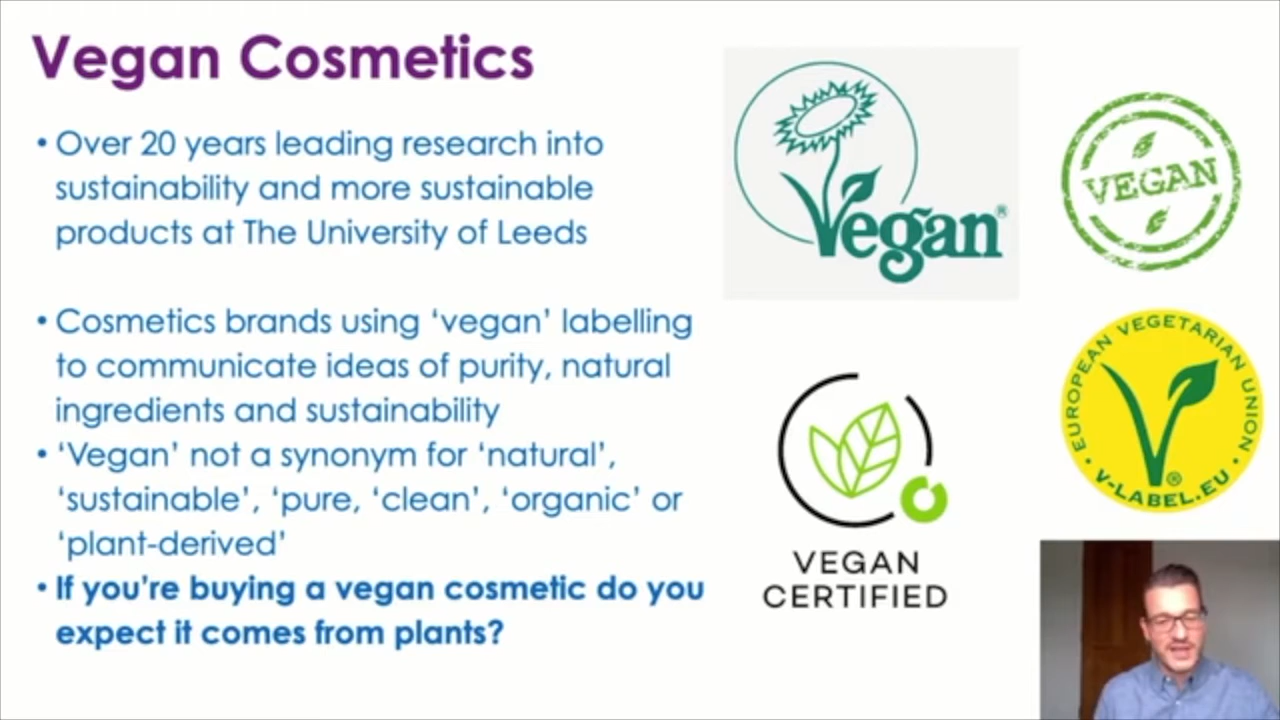 Vegan Cosmetics
• Over 20 years leading research into
sustainability and more sustainable
products at The University of Leeds
• Cosmetics brands using ‘vegan’ labelling
to communicate ideas of purity, natural
ingredients and sustainability
• ‘Vegan’ not a synonym for ‘natural’,
‘sustainable’, ‘pure, ‘clean’, ‘organic’ or
‘plant-derived’
• If you’re buying a vegan cosmetic do you
expect it comes from plants?
Vegan®
VEGAN
• EUROPEAN VEGETARIAN UNION •
®
V-LABEL.EU
VEGAN
CERTIFIED